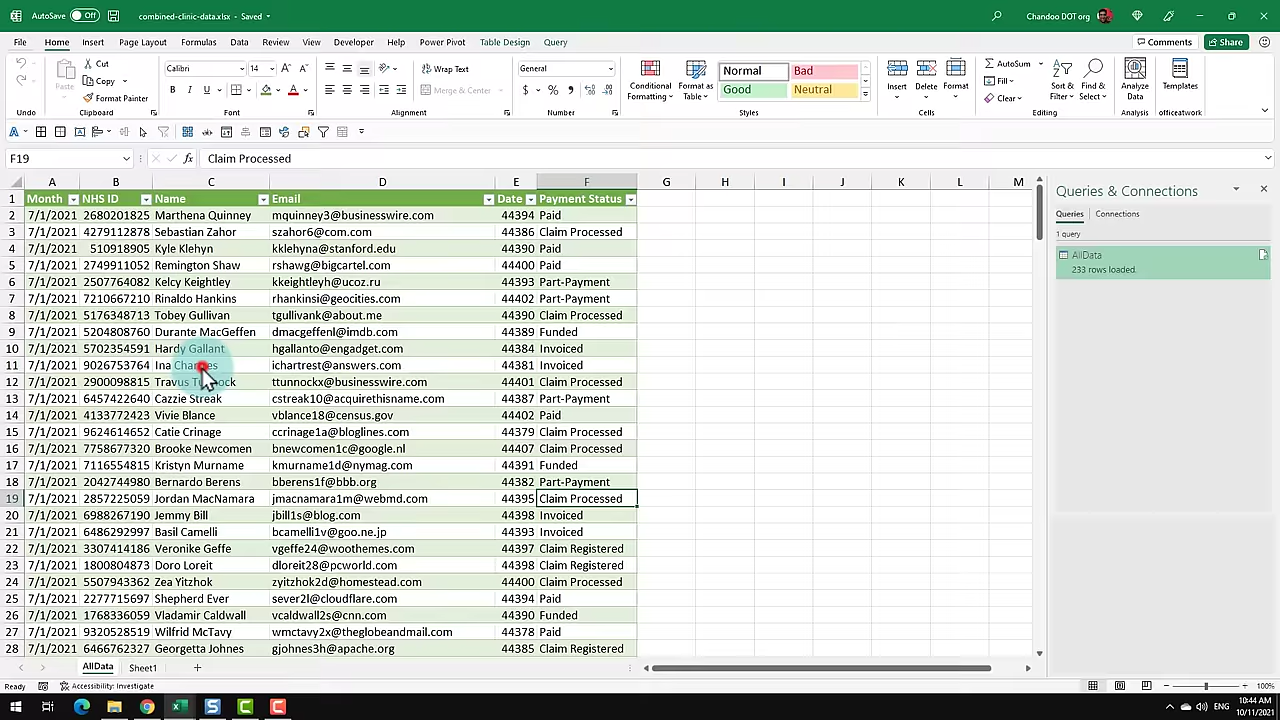 AutoSave Off combined-clinic-data.xlsx - Saved Chandoo DOT org
File Home Insert Page Layout Formulas Data Review View Developer Help Power Pivot Table Design Query Comments Share
Cut
Copy
Format Painter
Paste
Calibri 14
B I U
Wrap Text
Merge & Center
General
$ %
Conditional Formatting
Format as Table
Normal Bad
Good Neutral
Insert Delete Format
AutoSum
Fill
Clear
Sort & Filter
Find & Select
Analyze Data
Templates
Undo Clipboard Font Alignment Number Styles Cells Editing Analysis officeatwork
F19 fx Claim Processed
A B C D E F G H I J K L M
1 Month NHS ID Name Email Date Payment Status
2 7/1/2021 2680201825 Marthena Quinney mquinney3@businesswire.com 44394 Paid
3 7/1/2021 4279112878 Sebastian Zahor szahor6@com.com 44386 Claim Processed
4 7/1/2021 510918905 Kyle Klehyn kklehyna@stanford.edu 44390 Paid
5 7/1/2021 2749911052 Remington Shaw rshawg@bigcartel.com 44400 Paid
6 7/1/2021 2507764082 Kelcy Keightley kkeightleyh@ucoz.ru 44393 Part-Payment
7 7/1/2021 7210667210 Rinaldo Hankins rhankinsi@geocities.com 44402 Part-Payment
8 7/1/2021 5176348713 Tobey Gullivan tgullivank@about.me 44390 Claim Processed
9 7/1/2021 5204808760 Durante MacGeffen dmacgeffenl@imdb.com 44389 Funded
10 7/1/2021 5702354591 Hardy Gallant hgallanto@engadget.com 44384 Invoiced
11 7/1/2021 9026753764 Ina ichartrest@answers.com 44381 Invoiced
12 7/1/2021 2900098815 Travus ttunnockx@businesswire.com 44401 Claim Processed
13 7/1/2021 6457422640 Cazzie Streak cstreak10@acquirethisname.com 44387 Part-Payment
14 7/1/2021 4133772423 Vivie Blance vblance18@census.gov 44402 Paid
15 7/1/2021 9624614652 Catie Crinage ccrinage1a@bloglines.com 44379 Claim Processed
16 7/1/2021 7758677320 Brooke Newcomen bnewcomen1c@google.nl 44407 Claim Processed
17 7/1/2021 7116554815 Kristyn Murname kmurname1d@nymag.com 44391 Funded
18 7/1/2021 2042744980 Bernardo Berens bberens1f@bbb.org 44382 Part-Payment
19 7/1/2021 2857225059 Jordan MacNamara jmacnamara1m@webmd.com 44395 Claim Processed
20 7/1/2021 6988267190 Jemmy Bill jbill1s@blog.com 44398 Invoiced
21 7/1/2021 6486292997 Basil Camelli bcamelli1v@goo.ne.jp 44393 Invoiced
22 7/1/2021 3307414186 Veronike Geffe vgeffe24@woothemes.com 44397 Claim Registered
23 7/1/2021 1800804873 Doro Loreit dloreit28@pcworld.com 44398 Claim Registered
24 7/1/2021 5507943362 Zea Yitzhok zyitzhok2d@homestead.com 44400 Claim Processed
25 7/1/2021 2277715697 Shepherd Ever sever2l@cloudflare.com 44394 Paid
26 7/1/2021 1768336059 Vladamir Caldwall vcaldwall2s@cnn.com 44390 Funded
27 7/1/2021 9320528519 Wilfrid McTavy wmctavy2x@theglobeandmail.com 44378 Paid
28 7/1/2021 6466762327 Georgetta Johnes gjohnes3h@apache.org 44385 Claim Registered
Queries & Connections
Queries Connections
1 query
AllData
233 rows loaded.
AllData Sheet1
Ready Accessibility: Investigate 100%
ENG 10:44 AM
10/11/2021